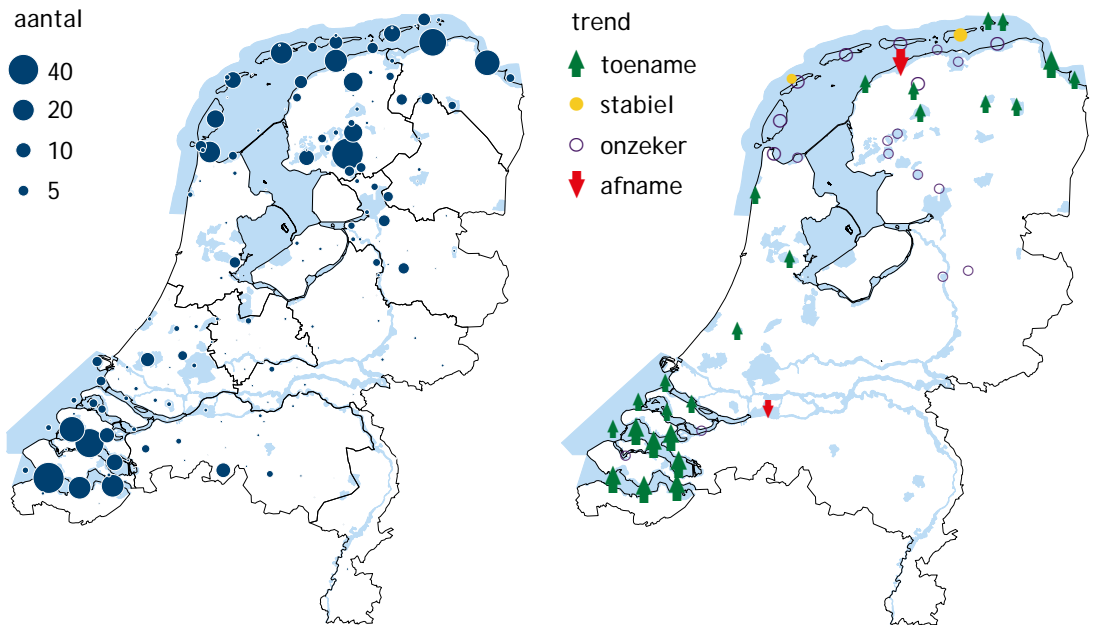 aantal
40
20
10
5
trend
toename
stabiel
onzeker
afname